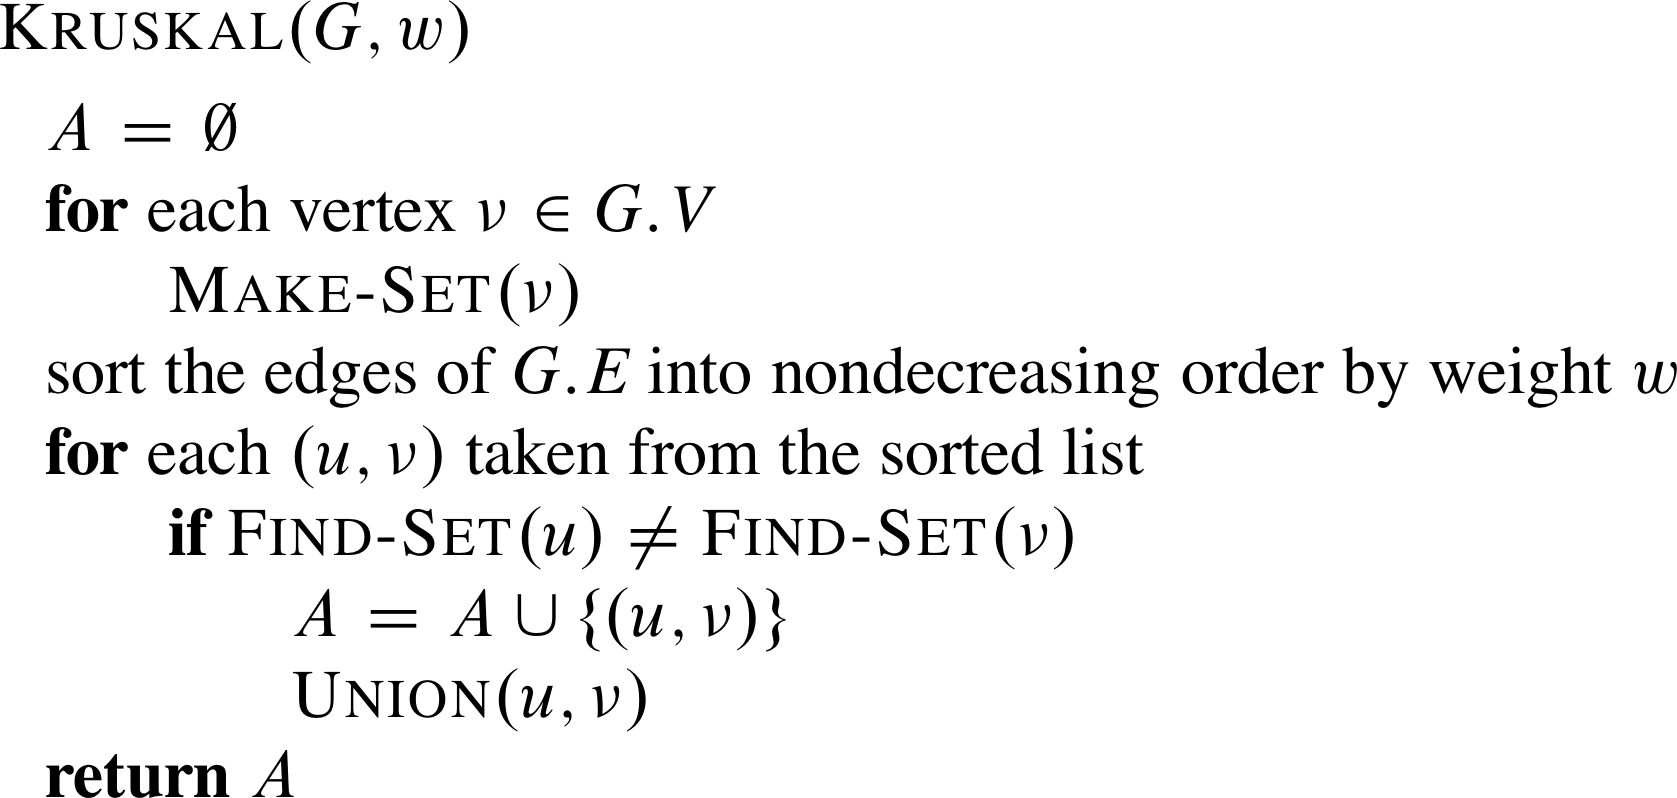 KRUSKAL(G, w)
A = ∅
for each vertex v ∈ G.V
MAKE-SET(v)
sort the edges of G.E into nondecreasing order by weight w
for each (u, v) taken from the sorted list
if FIND-SET(u) ≠ FIND-SET(v)
A = A ∪ {(u, v)}
UNION(u, v)
return A